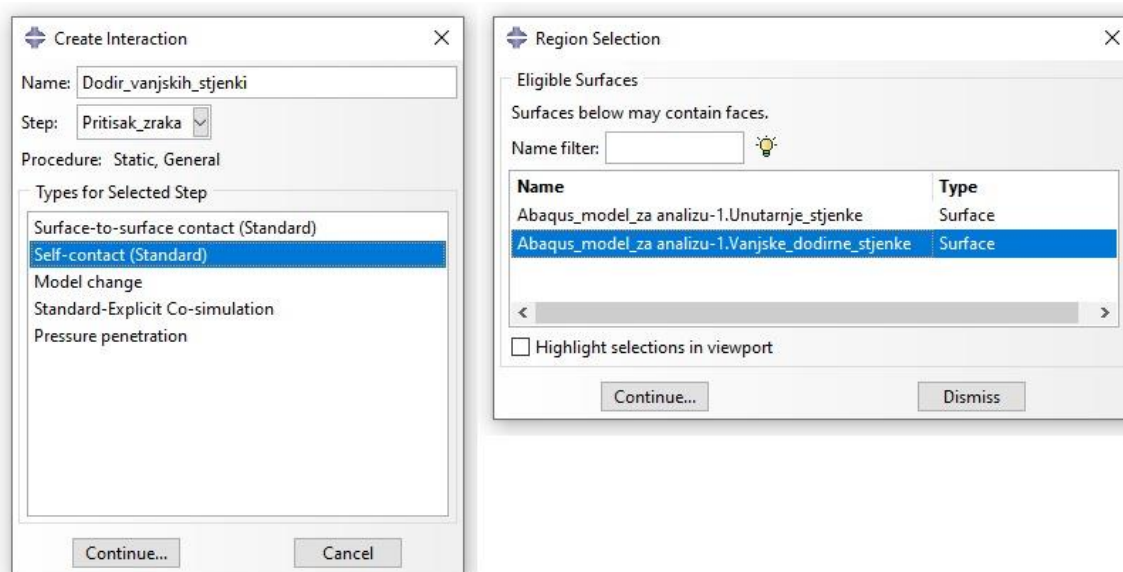 Create Interaction
Name: Dodir_vanjskih_stjenki
Step: Pritisak_zraka
Procedure: Static, General
Types for Selected Step
Surface-to-surface contact (Standard)
Self-contact (Standard)
Model change
Standard-Explicit Co-simulation
Pressure penetration
Continue... Cancel
Region Selection
Eligible Surfaces
Surfaces below may contain faces.
Name filter:
Name Type
Abaqus_model_za analizu-1.Unutarnje_stjenke Surface
Abaqus_model_za analizu-1.Vanjske_dodirne_stjenke Surface
Highlight selections in viewport
Continue... Dismiss